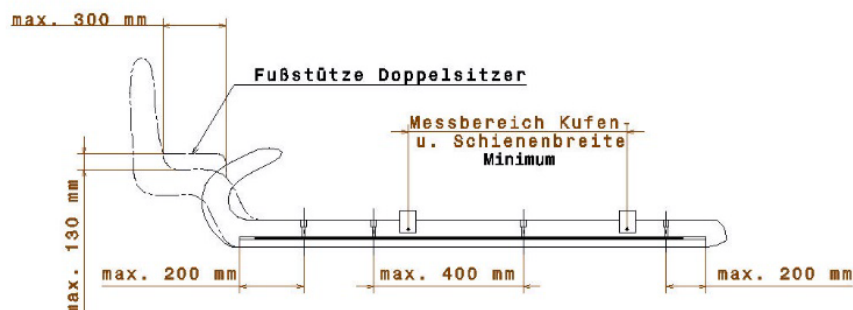 max. 300 mm
Fußstütze Doppelsitzer
Messbereich Kufen-
u. Schienenbreite
Minimum
max. 130 mm
max. 200 mm
max. 400 mm
max. 200 mm